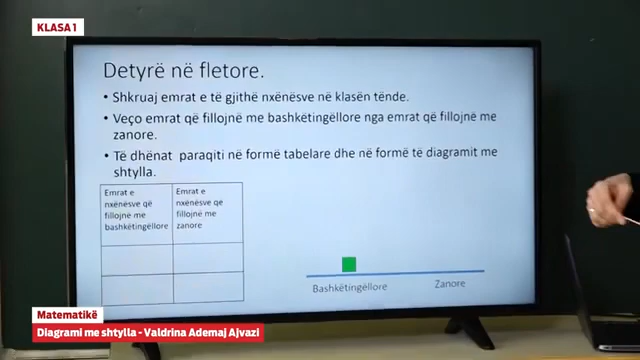 KLASA 1
Detyrë në fletore.
• Shkruaj emrat e të gjithë nxënësve në klasën tënde.
• Veço emrat që fillojnë me bashkëtingëllore nga emrat që fillojnë me
zanore.
• Të dhënat paraqiti në formë tabelare dhe në formë të diagramit me
shtylla.
Emrat e
nxënësve që
fillojnë me
bashkëtingëllore
Emrat e
nxënësve qe
fillojnë me
zanore
Bashkëtingëllore
Zanore
Matematikë
Diagrami me shtylla - Valdrina Ademaj Ajvazi